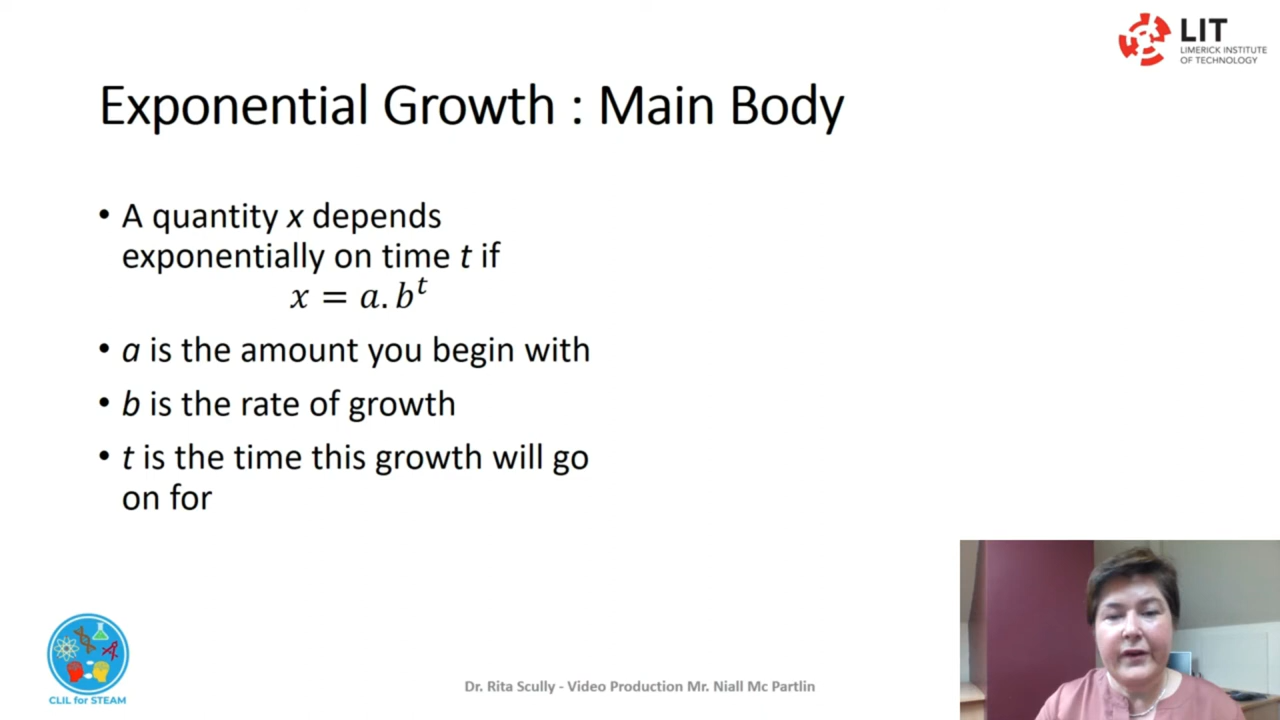 LIT
LIMERICK INSTITUTE
OF TECHNOLOGY
Exponential Growth : Main Body
• A quantity x depends
exponentially on time t if
x = a. b^t
• a is the amount you begin with
• b is the rate of growth
• t is the time this growth will go
on for
CLIL for STEAM
Dr. Rita Scully - Video Production Mr. Niall Mc Partlin